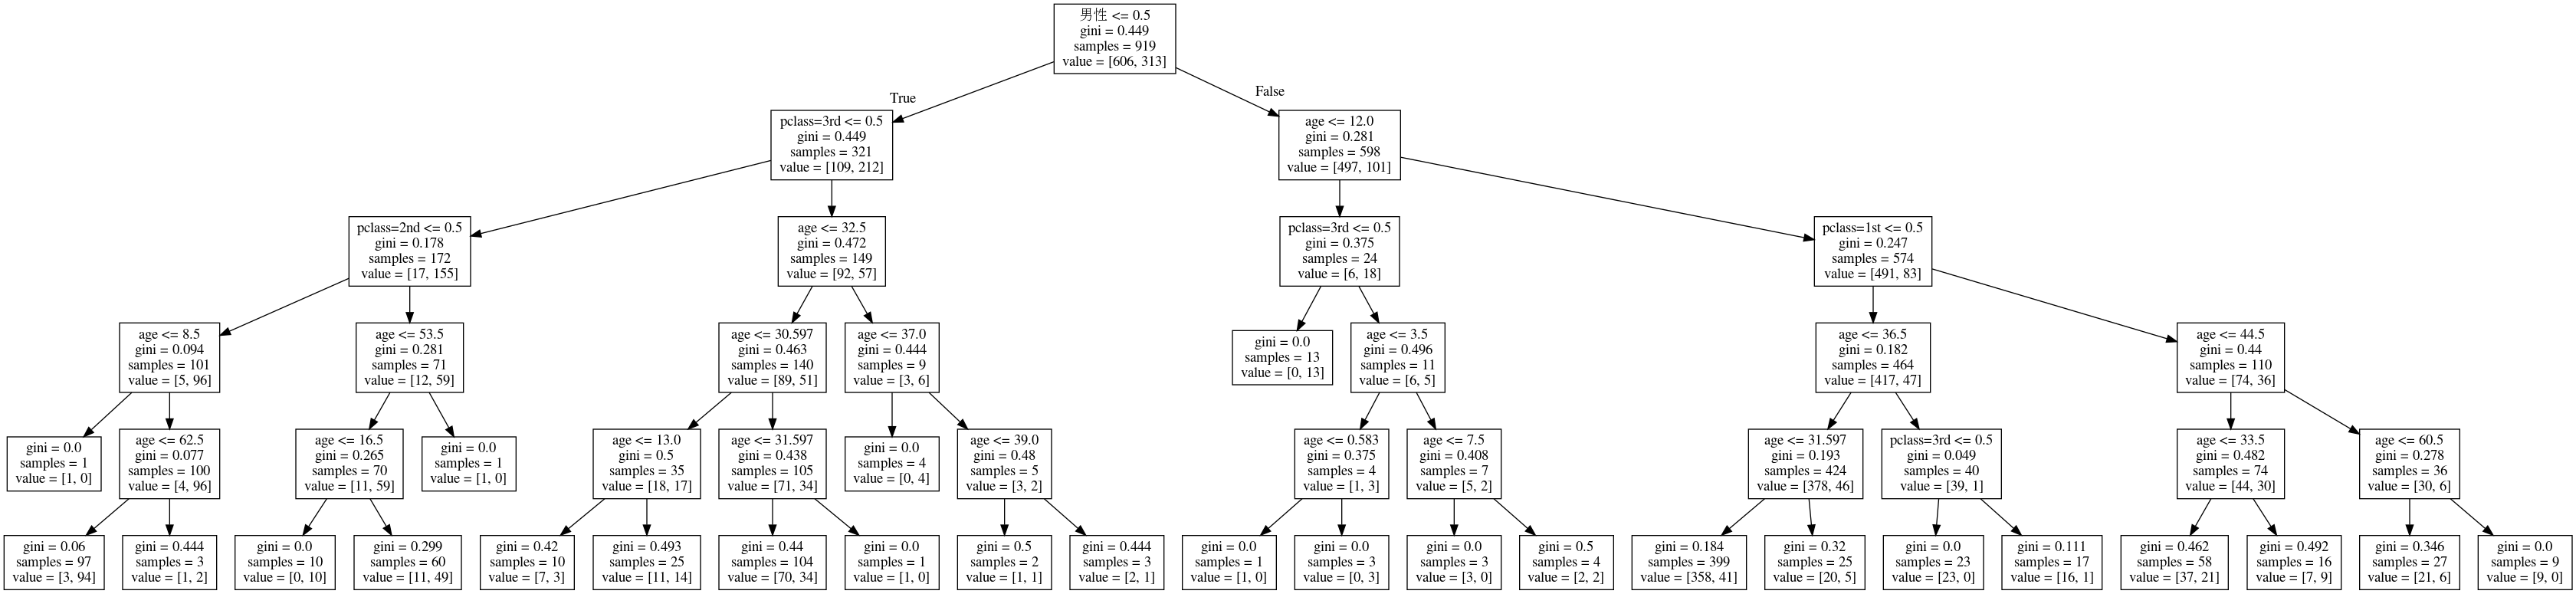 男性 <= 0.5
gini = 0.449
samples = 919
value = [606, 313]
True
False
pclass=3rd <= 0.5
gini = 0.449
samples = 321
value = [109, 212]
age <= 12.0
gini = 0.281
samples = 598
value = [497, 101]
pclass=2nd <= 0.5
gini = 0.178
samples = 172
value = [17, 155]
age <= 32.5
gini = 0.472
samples = 149
value = [92, 57]
pclass=3rd <= 0.5
gini = 0.375
samples = 24
value = [6, 18]
pclass=1st <= 0.5
gini = 0.247
samples = 574
value = [491, 83]
age <= 8.5
gini = 0.094
samples = 101
value = [5, 96]
age <= 53.5
gini = 0.281
samples = 71
value = [12, 59]
age <= 30.597
gini = 0.463
samples = 140
value = [89, 51]
age <= 37.0
gini = 0.444
samples = 9
value = [3, 6]
gini = 0.0
samples = 13
value = [0, 13]
age <= 3.5
gini = 0.496
samples = 11
value = [6, 5]
age <= 36.5
gini = 0.182
samples = 464
value = [417, 47]
age <= 44.5
gini = 0.44
samples = 110
value = [74, 36]
gini = 0.0
samples = 1
value = [1, 0]
age <= 62.5
gini = 0.077
samples = 100
value = [4, 96]
age <= 16.5
gini = 0.265
samples = 70
value = [11, 59]
gini = 0.0
samples = 1
value = [1, 0]
age <= 13.0
gini = 0.5
samples = 35
value = [18, 17]
age <= 31.597
gini = 0.438
samples = 105
value = [71, 34]
gini = 0.0
samples = 4
value = [0, 4]
age <= 39.0
gini = 0.48
samples = 5
value = [3, 2]
age <= 0.583
gini = 0.375
samples = 4
value = [1, 3]
age <= 7.5
gini = 0.408
samples = 7
value = [5, 2]
age <= 31.597
gini = 0.193
samples = 424
value = [378, 46]
pclass=3rd <= 0.5
gini = 0.049
samples = 40
value = [39, 1]
age <= 33.5
gini = 0.482
samples = 74
value = [44, 30]
age <= 60.5
gini = 0.278
samples = 36
value = [30, 6]
gini = 0.06
samples = 97
value = [3, 94]
gini = 0.444
samples = 3
value = [1, 2]
gini = 0.0
samples = 10
value = [0, 10]
gini = 0.299
samples = 60
value = [11, 49]
gini = 0.42
samples = 10
value = [7, 3]
gini = 0.493
samples = 25
value = [11, 14]
gini = 0.44
samples = 104
value = [70, 34]
gini = 0.0
samples = 1
value = [1, 0]
gini = 0.5
samples = 2
value = [1, 1]
gini = 0.444
samples = 3
value = [2, 1]
gini = 0.0
samples = 1
value = [1, 0]
gini = 0.0
samples = 3
value = [0, 3]
gini = 0.0
samples = 3
value = [3, 0]
gini = 0.5
samples = 4
value = [2, 2]
gini = 0.184
samples = 399
value = [358, 41]
gini = 0.32
samples = 25
value = [20, 5]
gini = 0.0
samples = 23
value = [23, 0]
gini = 0.111
samples = 17
value = [16, 1]
gini = 0.462
samples = 58
value = [37, 21]
gini = 0.492
samples = 16
value = [7, 9]
gini = 0.346
samples = 27
value = [21, 6]
gini = 0.0
samples = 9
value = [9, 0]